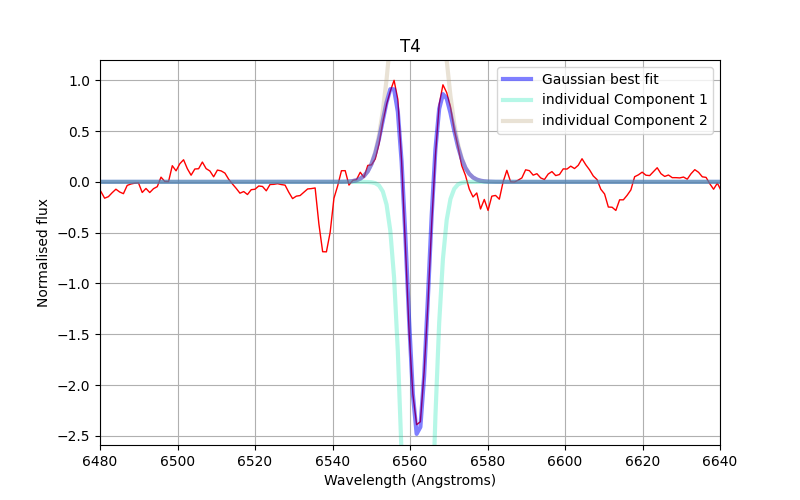 T4
Gaussian best fit
individual Component 1
individual Component 2
Normalised flux
1.0
0.5
0.0
−0.5
−1.0
−1.5
−2.0
−2.5
6480 6500 6520 6540 6560 6580 6600 6620 6640
Wavelength (Angstroms)